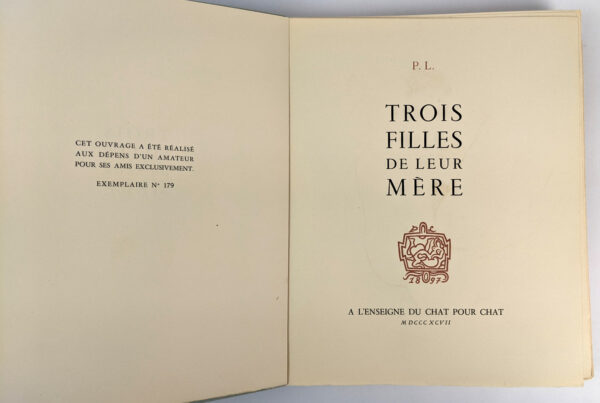 CET OUVRAGE A ÉTÉ RÉALISÉ
AUX DÉPENS D'UN AMATEUR
POUR SES AMIS EXCLUSIVEMENT.
EXEMPLAIRE N° 179
P. L.
TROIS
FILLES
DE LEUR
MÈRE
1897
A L'ENSEIGNE DU CHAT POUR CHAT
MDCCCXCVII